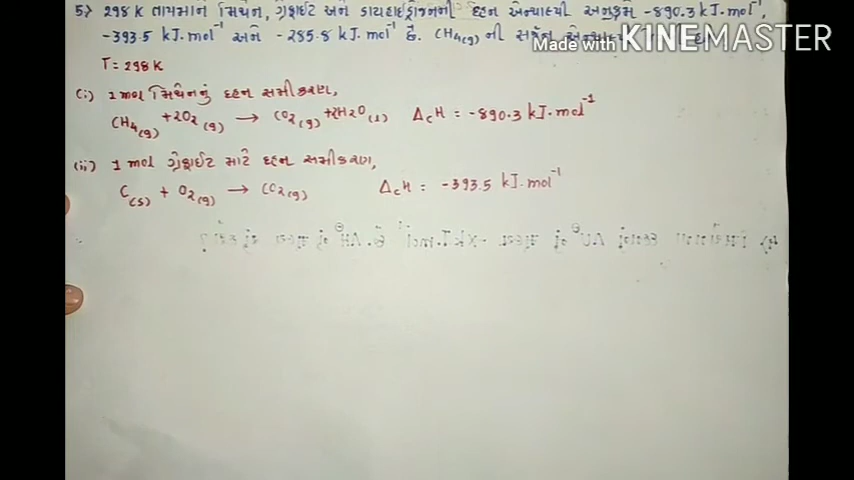 5.> 298 K તાપમાને મિથેન, ગ્રેફાઈટ અને ડાયહાઈડ્રોજનની દહન એન્થાલ્પી અનુક્રમે -890.3 kJ.mol⁻¹,
-393.5 kJ.mol⁻¹ અને -285.8 kJ.mol⁻¹ છે. CH₄(g) ની સર્જન
Made with KINEMASTER
T = 298 K
(i) 1 mol મિથેનનું દહન સમીકરણ,
CH₄(g) + 2O₂(g) → CO₂(g) + 2H₂O(l) ΔcH = -890.3 kJ.mol⁻¹
(ii) 1 mol ગ્રેફાઈટ માટે દહન સમીકરણ,
C(s) + O₂(g) → CO₂(g) ΔcH = -393.5 kJ.mol⁻¹